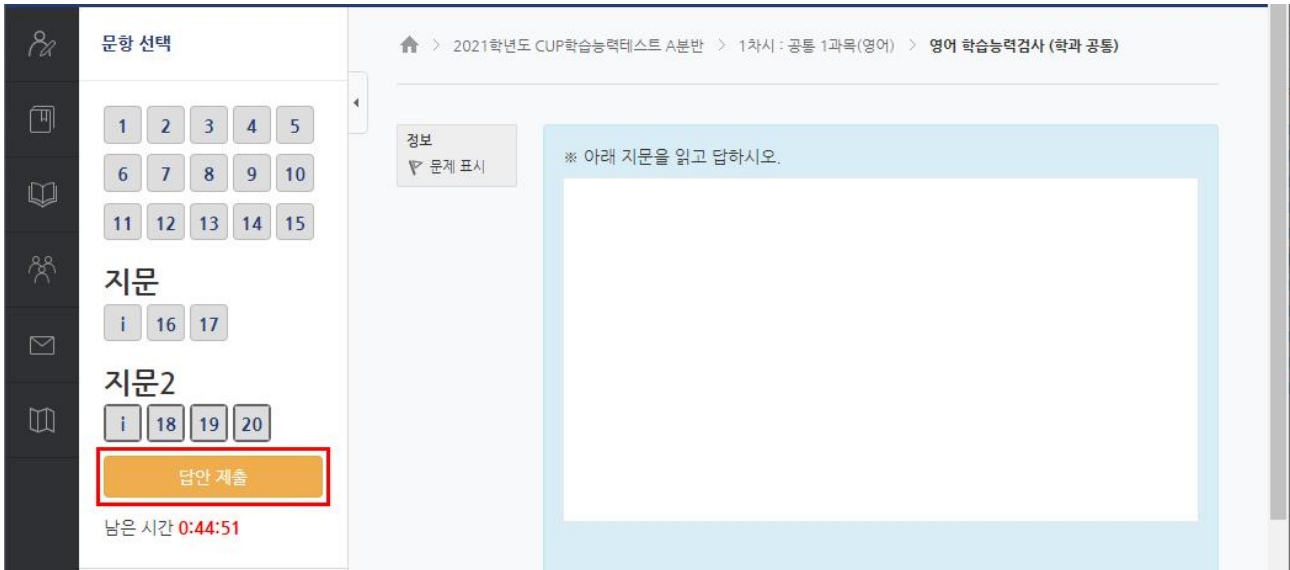 문항 선택
1 2 3 4 5
6 7 8 9 10
11 12 13 14 15
지문
i 16 17
지문2
i 18 19 20
답안 제출
남은 시간 0:44:51
2021학년도 CUP학습능력테스트 A분반 > 1차시 : 공통 1과목(영어) > 영어 학습능력검사 (학과 공통)
정보
문제 표시
※ 아래 지문을 읽고 답하시오.